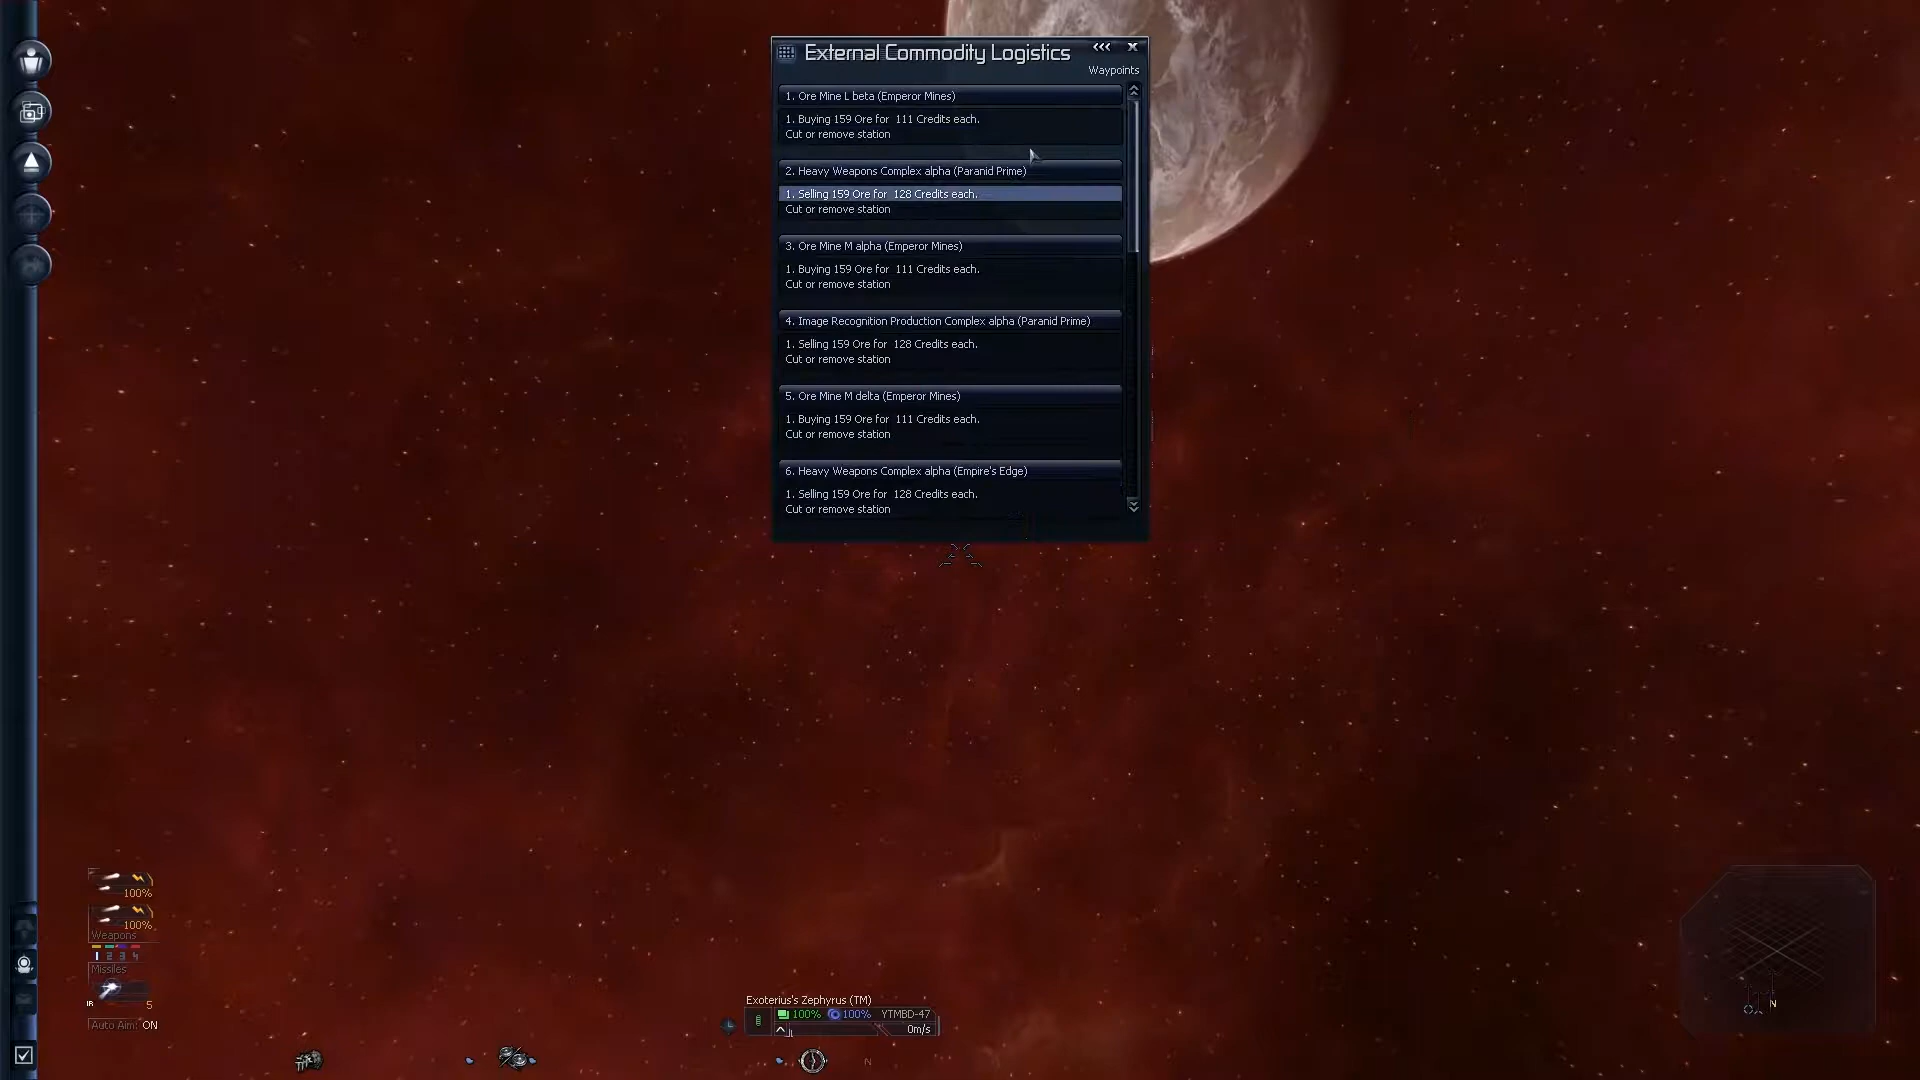 External Commodity Logistics
Waypoints
1. Ore Mine L beta (Emperor Mines)
1. Buying 159 Ore for 111 Credits each.
Cut or remove station
2. Heavy Weapons Complex alpha (Paranid Prime)
1. Selling 159 Ore for 128 Credits each.
Cut or remove station
3. Ore Mine M alpha (Emperor Mines)
1. Buying 159 Ore for 111 Credits each.
Cut or remove station
4. Image Recognition Production Complex alpha (Paranid Prime)
1. Selling 159 Ore for 128 Credits each.
Cut or remove station
5. Ore Mine M delta (Emperor Mines)
1. Buying 159 Ore for 111 Credits each.
Cut or remove station
6. Heavy Weapons Complex alpha (Empire's Edge)
1. Selling 159 Ore for 128 Credits each.
Cut or remove station
100%
100%
Weapons
1 2 3 4
Missiles
IR 5
Auto Aim: ON
Exoterius's Zephyrus (TM)
100% 100% YTMBD-47
0m/s
N
N